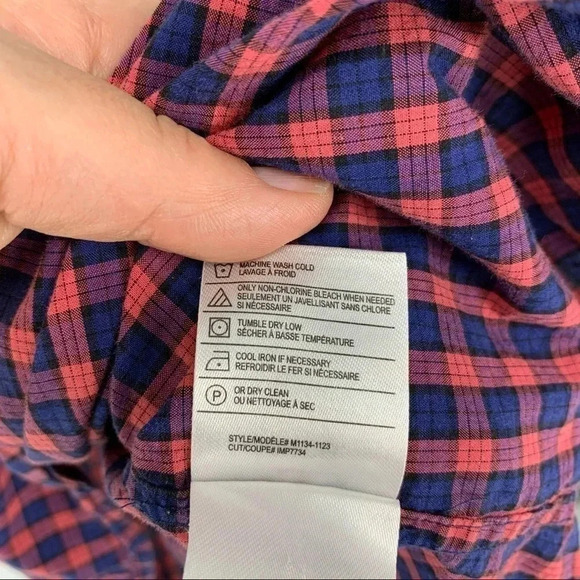 MACHINE WASH COLD
LAVAGE À FROID
ONLY NON-CHLORINE BLEACH WHEN NEEDED
SEULEMENT UN JAVELLISANT SANS CHLORE
SI NÉCESSAIRE
TUMBLE DRY LOW
SÉCHER À BASSE TEMPÉRATURE
COOL IRON IF NECESSARY
REFROIDIR LE FER SI NÉCESSAIRE
P
OR DRY CLEAN
OU NETTOYAGE À SEC
STYLE/MODÈLE# M1134-1123
CUT/COUPE# IMP7734